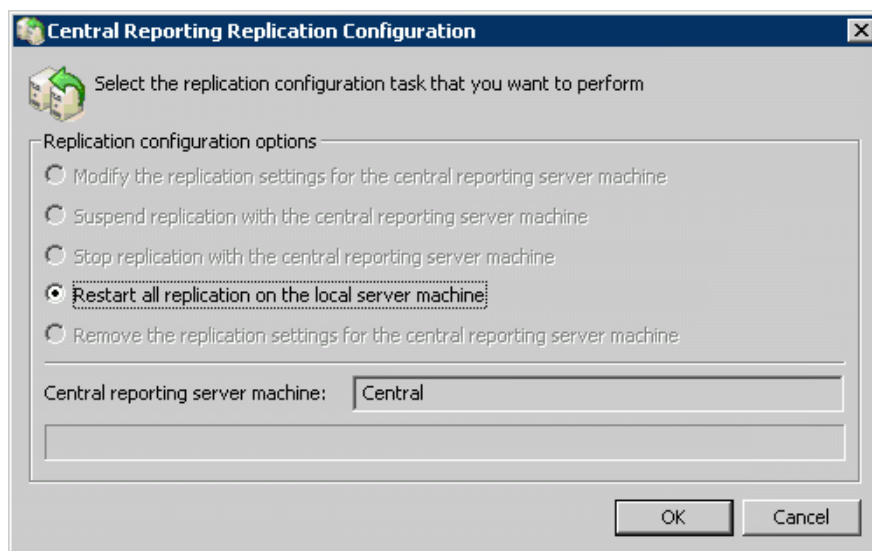 Central Reporting Replication Configuration
Select the replication configuration task that you want to perform
Replication configuration options
Modify the replication settings for the central reporting server machine
Suspend replication with the central reporting server machine
Stop replication with the central reporting server machine
Restart all replication on the local server machine
Remove the replication settings for the central reporting server machine
Central reporting server machine: Central
OK Cancel